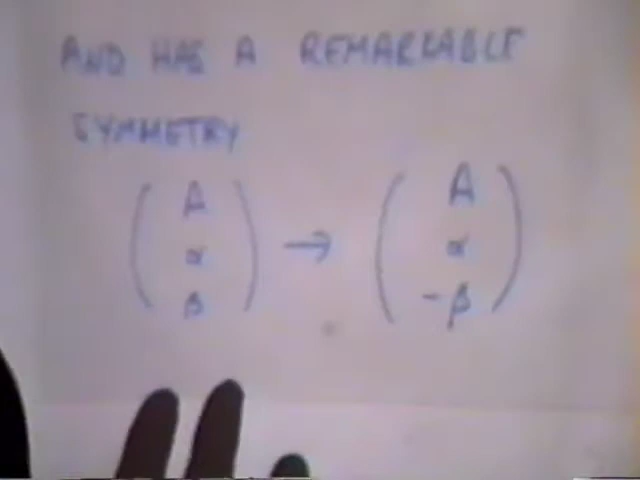 AND HAS A REMARKABLE
SYMMETRY
( A α β ) → ( A α -β )